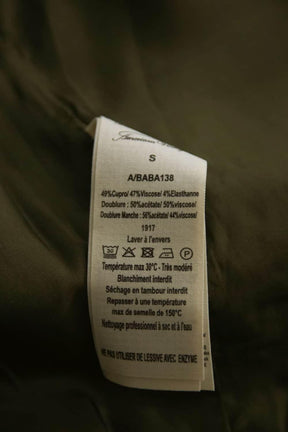 American
S
A/BABA138
49%Cupro/ 47%Viscose/ 4%Elasthanne
Doublure : 50%acétate/ 50%viscose/
Doublure Manche : 56%acétate/ 44%viscose/
1917
Laver à l'envers
30 P
Température max 30°C - Très modéré
Blanchiment interdit
Séchage en tambour interdit
Repasser à une température
max de semelle de 150°C
Nettoyage professionnel à sec et à l'eau
NE PAS UTILISER DE LESSIVE AVEC ENZYME